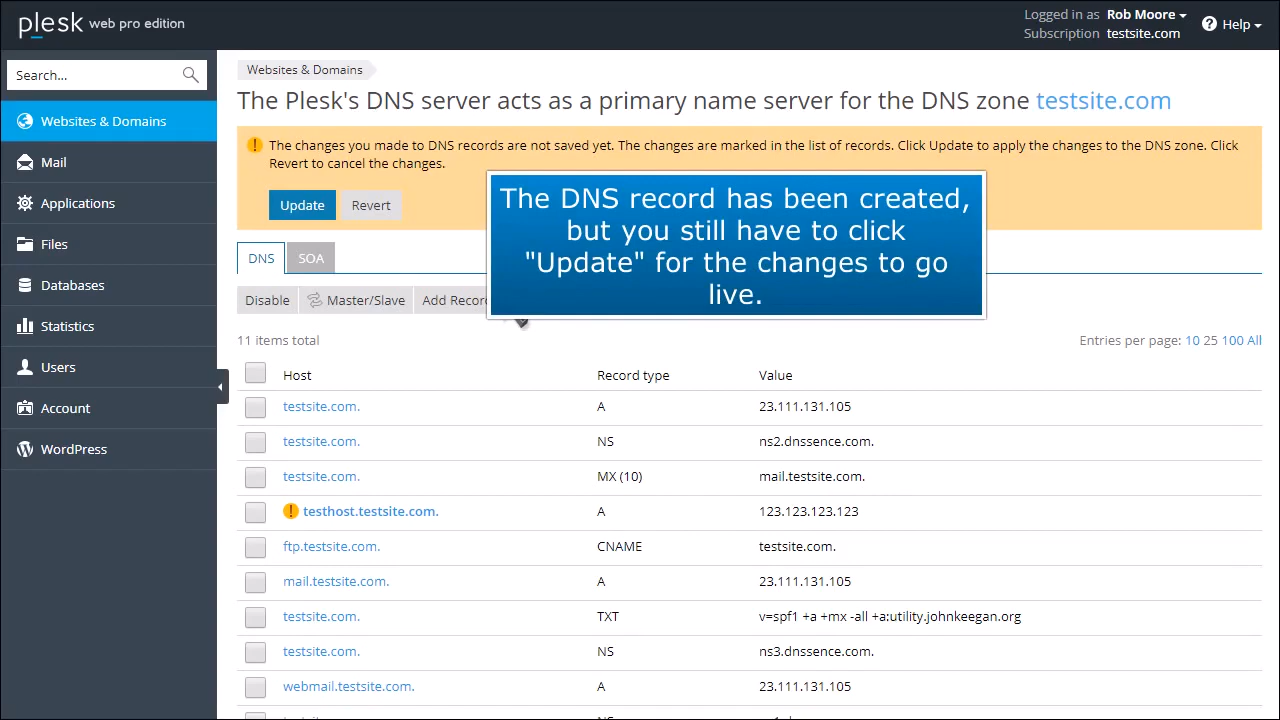 plesk web pro edition
Logged in as Rob Moore
Subscription testsite.com
Help
Search...
Websites & Domains
Mail
Applications
Files
Databases
Statistics
Users
Account
WordPress
Websites & Domains
The Plesk's DNS server acts as a primary name server for the DNS zone testsite.com
The changes you made to DNS records are not saved yet. The changes are marked in the list of records. Click Update to apply the changes to the DNS zone. Click
Revert to cancel the changes.
Update Revert
The DNS record has been created,
but you still have to click
"Update" for the changes to go
live.
DNS SOA
Disable Master/Slave Add Recor
11 items total
Entries per page: 10 25 100 All
Host Record type Value
testsite.com. A 23.111.131.105
testsite.com. NS ns2.dnssence.com.
testsite.com. MX (10) mail.testsite.com.
! testhost.testsite.com. A 123.123.123.123
ftp.testsite.com. CNAME testsite.com.
mail.testsite.com. A 23.111.131.105
testsite.com. TXT v=spf1 +a +mx -all +a:utility.johnkeegan.org
testsite.com. NS ns3.dnssence.com.
webmail.testsite.com. A 23.111.131.105